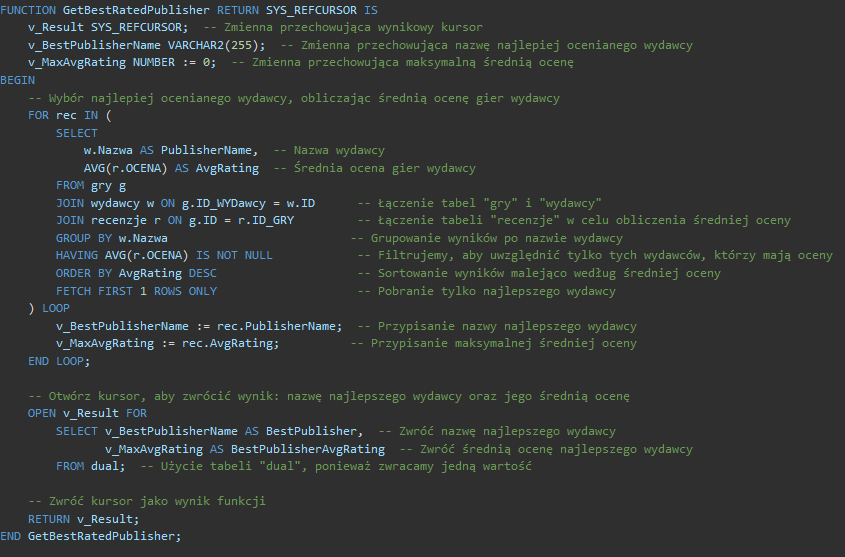 FUNCTION GetBestRatedPublisher RETURN SYS_REFCURSOR IS
    v_Result SYS_REFCURSOR;  -- Zmienna przechowująca wynikowy kursor
    v_BestPublisherName VARCHAR2(255);  -- Zmienna przechowująca nazwę najlepiej ocenianego wydawcy
    v_MaxAvgRating NUMBER := 0;  -- Zmienna przechowująca maksymalną średnią ocenę
BEGIN
    -- Wybór najlepiej ocenianego wydawcy, obliczając średnią ocenę gier wydawcy
    FOR rec IN (
        SELECT
            w.Nazwa AS PublisherName,  -- Nazwa wydawcy
            AVG(r.OCENA) AS AvgRating  -- Średnia ocena gier wydawcy
        FROM gry g
        JOIN wydawcy w ON g.ID_WYDawcy = w.ID      -- Łączenie tabel "gry" i "wydawcy"
        JOIN recenzje r ON g.ID = r.ID_GRY         -- Łączenie tabeli "recenzje" w celu obliczenia średniej oceny
        GROUP BY w.Nazwa                          -- Grupowanie wyników po nazwie wydawcy
        HAVING AVG(r.OCENA) IS NOT NULL            -- Filtrujemy, aby uwzględnić tylko tych wydawców, którzy mają oceny
        ORDER BY AvgRating DESC                    -- Sortowanie wyników malejąco według średniej oceny
        FETCH FIRST 1 ROWS ONLY                    -- Pobranie tylko najlepszego wydawcy
    ) LOOP
        v_BestPublisherName := rec.PublisherName;  -- Przypisanie nazwy najlepszego wydawcy
        v_MaxAvgRating := rec.AvgRating;          -- Przypisanie maksymalnej średniej oceny
    END LOOP;

    -- Otwórz kursor, aby zwrócić wynik: nazwę najlepszego wydawcy oraz jego średnią ocenę
    OPEN v_Result FOR
        SELECT v_BestPublisherName AS BestPublisher,  -- Zwróć nazwę najlepszego wydawcy
               v_MaxAvgRating AS BestPublisherAvgRating  -- Zwróć średnią ocenę najlepszego wydawcy
        FROM dual;  -- Użycie tabeli "dual", ponieważ zwracamy jedną wartość

    -- Zwróć kursor jako wynik funkcji
    RETURN v_Result;
END GetBestRatedPublisher;